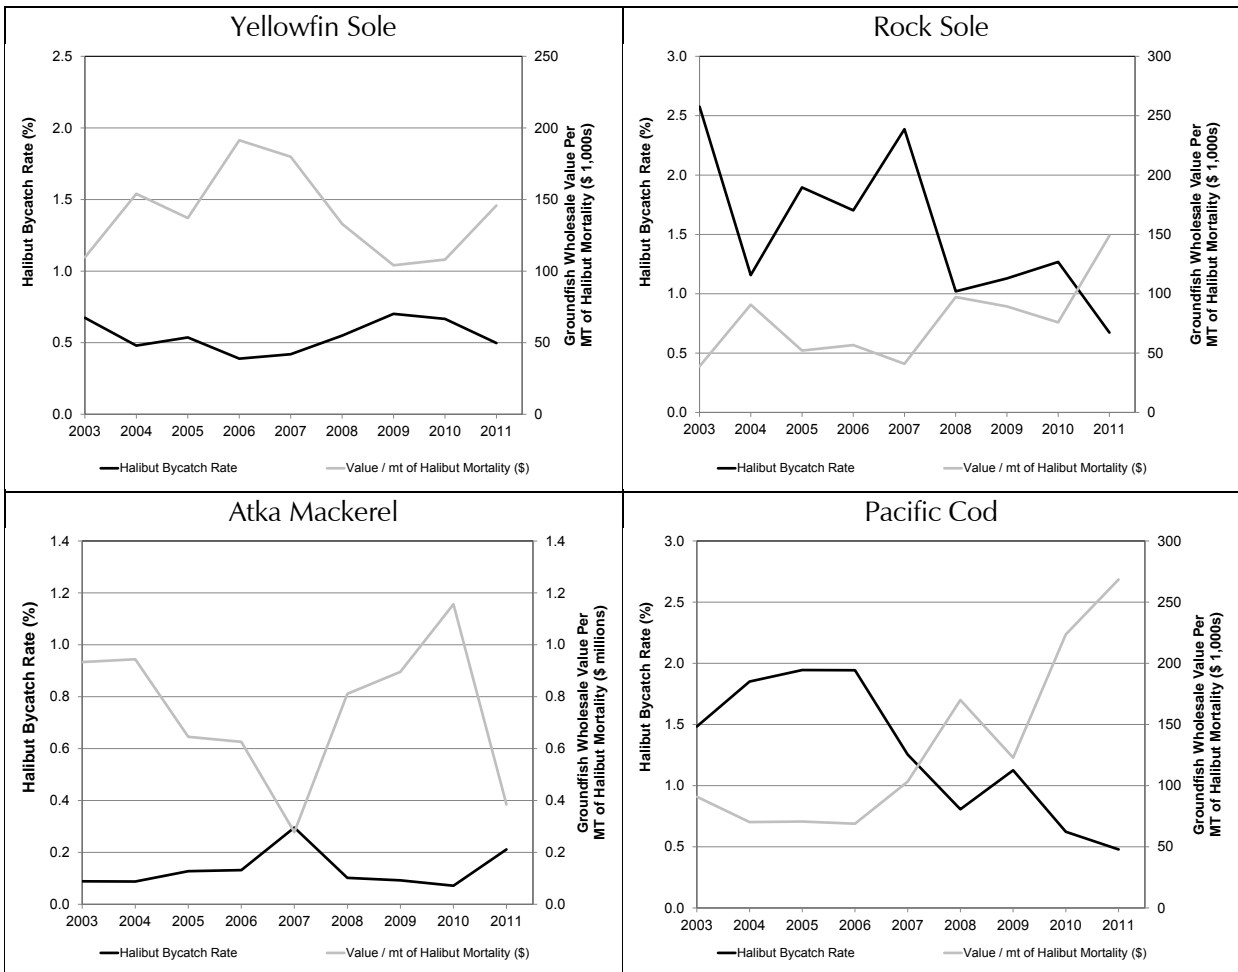 Yellowfin Sole
Halibut Bycatch Rate (%)
2.5
2.0
1.5
1.0
0.5
0.0
250
200
150
100
50
0
Groundfish Wholesale Value Per
MT of Halibut Mortality ($ 1,000s)
2003 2004 2005 2006 2007 2008 2009 2010 2011
Halibut Bycatch Rate
Value / mt of Halibut Mortality ($)
Rock Sole
Halibut Bycatch Rate (%)
3.0
2.5
2.0
1.5
1.0
0.5
0.0
300
250
200
150
100
50
0
Groundfish Wholesale Value Per
MT of Halibut Mortality ($ 1,000s)
2003 2004 2005 2006 2007 2008 2009 2010 2011
Halibut Bycatch Rate
Value / mt of Halibut Mortality ($)
Atka Mackerel
Halibut Bycatch Rate (%)
1.4
1.2
1.0
0.8
0.6
0.4
0.2
0.0
1.4
1.2
1.0
0.8
0.6
0.4
0.2
0.0
Groundfish Wholesale Value Per
MT of Halibut Mortality ($ millions)
2003 2004 2005 2006 2007 2008 2009 2010 2011
Halibut Bycatch Rate
Value / mt of Halibut Mortality ($)
Pacific Cod
Halibut Bycatch Rate (%)
3.0
2.5
2.0
1.5
1.0
0.5
0.0
300
250
200
150
100
50
0
Groundfish Wholesale Value Per
MT of Halibut Mortality ($ 1,000s)
2003 2004 2005 2006 2007 2008 2009 2010 2011
Halibut Bycatch Rate
Value / mt of Halibut Mortality ($)